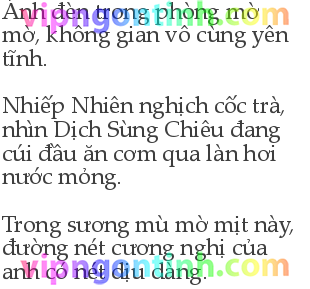 Ánh đèn trong phòng mờ
mờ, không gian vô cùng yên
tĩnh.
Nhiếp Nhiên nghịch cốc trà,
nhìn Dịch Sùng Chiêu đang
cúi đầu ăn cơm qua làn hơi
nước mỏng.
Trong sương mù mờ mịt này,
đường nét cương nghị của
anh có nét dịu dàng.
vipngontinh.com
vipngontinh.com